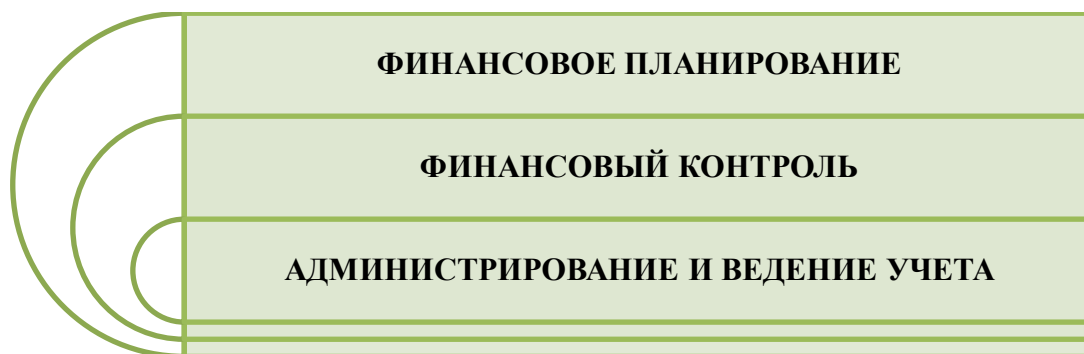 ФИНАНСОВОЕ ПЛАНИРОВАНИЕ
ФИНАНСОВЫЙ КОНТРОЛЬ
АДМИНИСТРИРОВАНИЕ И ВЕДЕНИЕ УЧЕТА